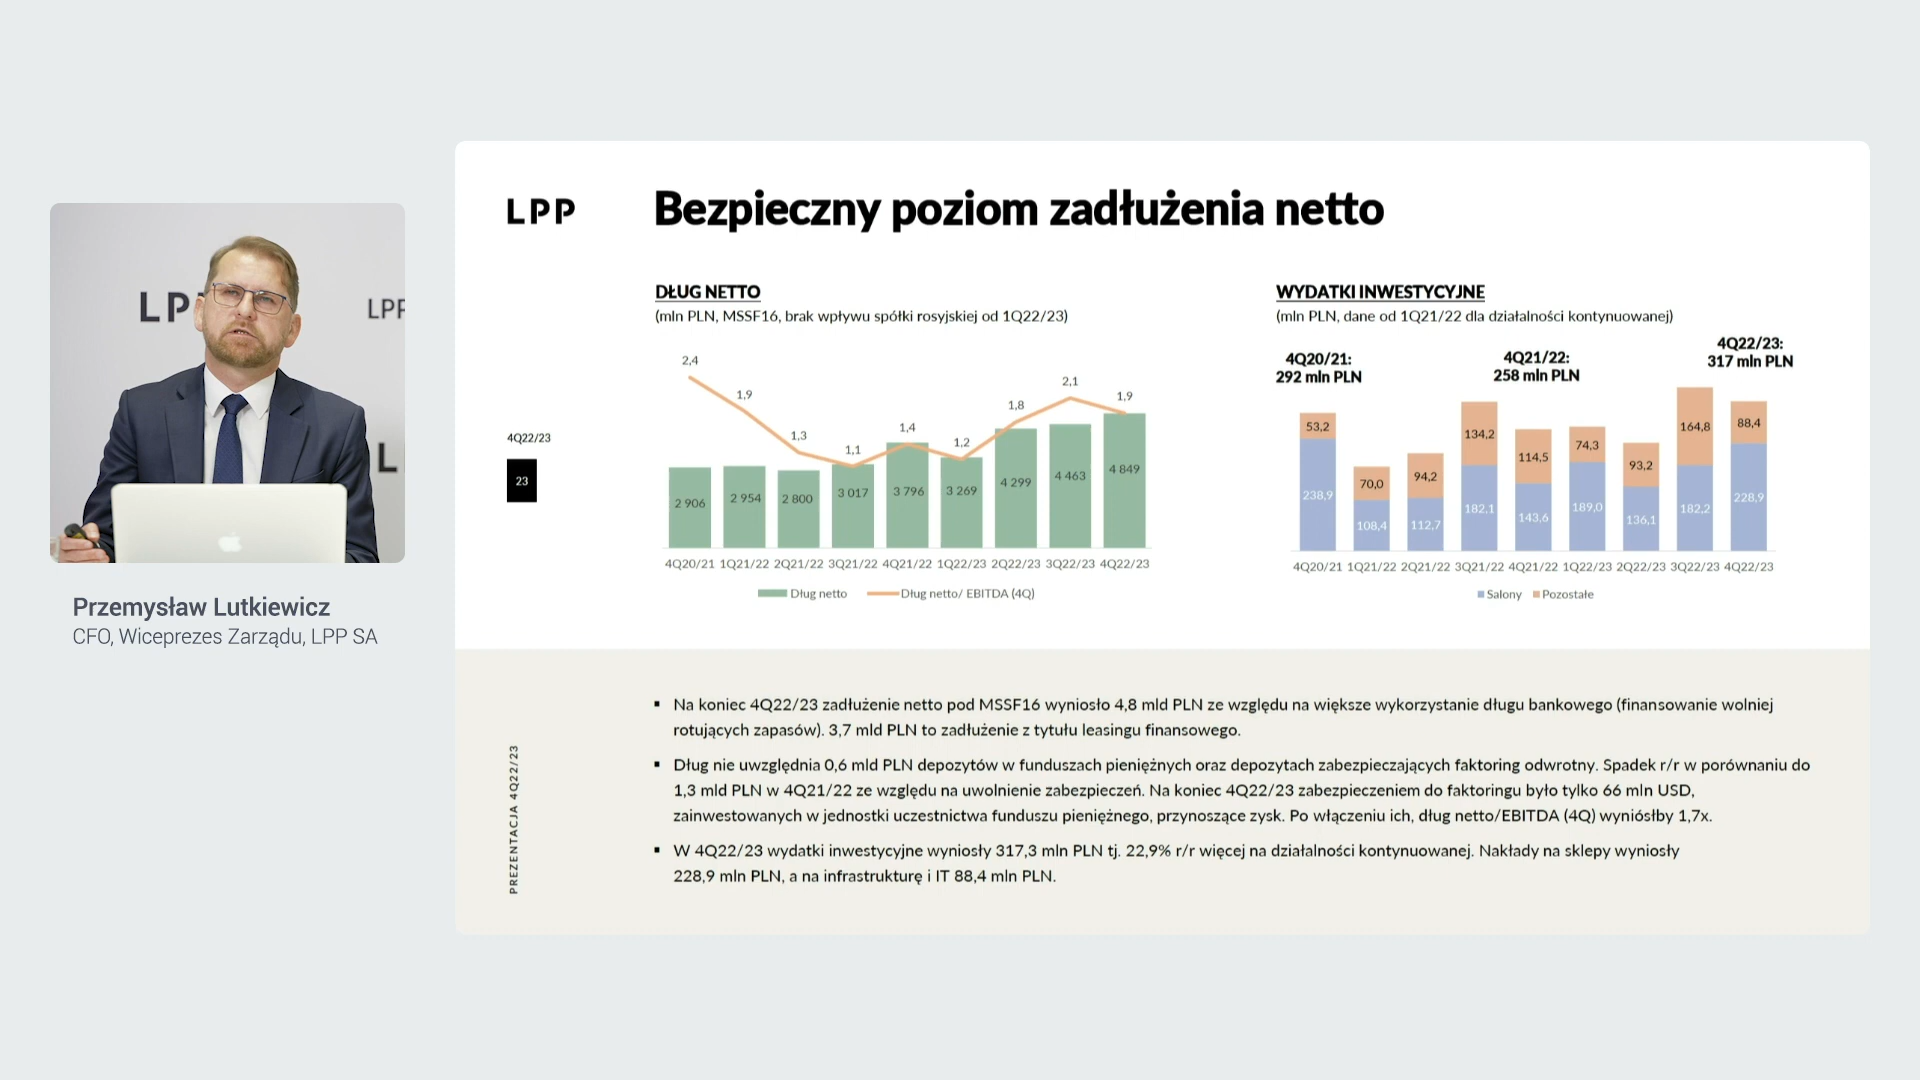 LPP
LPP
L
Przemysław Lutkiewicz
CFO, Wiceprezes Zarządu, LPP SA
LPP
Bezpieczny poziom zadłużenia netto
4Q22/23
23
PREZENTACJA 4Q22/23
DŁUG NETTO
(mln PLN, MSSF16, brak wpływu spółki rosyjskiej od 1Q22/23)
2,4 1,9 1,3 1,1 1,4 1,2 1,8 2,1 1,9
2 906 2 954 2 800 3 017 3 796 3 269 4 299 4 463 4 849
4Q20/21 1Q21/22 2Q21/22 3Q21/22 4Q21/22 1Q22/23 2Q22/23 3Q22/23 4Q22/23
Dług netto Dług netto/ EBITDA (4Q)
WYDATKI INWESTYCYJNE
(mln PLN, dane od 1Q21/22 dla działalności kontynuowanej)
4Q20/21:
292 mln PLN
4Q21/22:
258 mln PLN
4Q22/23:
317 mln PLN
53,2 70,0 94,2 134,2 114,5 74,3 93,2 164,8 88,4
238,9 108,4 112,7 182,1 143,6 189,0 136,1 182,2 228,9
4Q20/21 1Q21/22 2Q21/22 3Q21/22 4Q21/22 1Q22/23 2Q22/23 3Q22/23 4Q22/23
Salony Pozostałe
▪ Na koniec 4Q22/23 zadłużenie netto pod MSSF16 wyniosło 4,8 mld PLN ze względu na większe wykorzystanie długu bankowego (finansowanie wolniej
rotujących zapasów). 3,7 mld PLN to zadłużenie z tytułu leasingu finansowego.
▪ Dług nie uwzględnia 0,6 mld PLN depozytów w funduszach pieniężnych oraz depozytach zabezpieczających faktoring odwrotny. Spadek r/r w porównaniu do
1,3 mld PLN w 4Q21/22 ze względu na uwolnienie zabezpieczeń. Na koniec 4Q22/23 zabezpieczeniem do faktoringu było tylko 66 mln USD,
zainwestowanych w jednostki uczestnictwa funduszu pieniężnego, przynoszące zysk. Po włączeniu ich, dług netto/EBITDA (4Q) wyniósłby 1,7x.
▪ W 4Q22/23 wydatki inwestycyjne wyniosły 317,3 mln PLN tj. 22,9% r/r więcej na działalności kontynuowanej. Nakłady na sklepy wyniosły
228,9 mln PLN, a na infrastrukturę i IT 88,4 mln PLN.